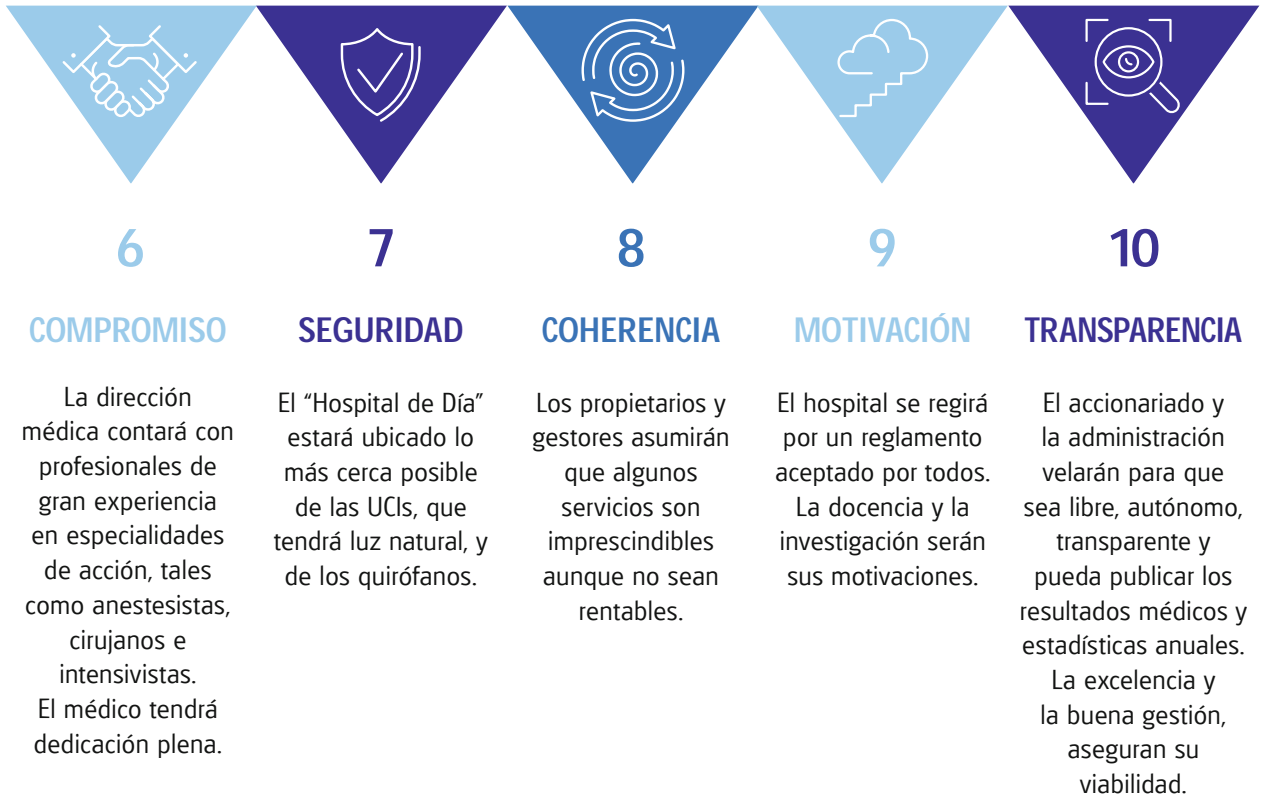 6
COMPROMISO
La dirección
médica contará con
profesionales de
gran experiencia
en especialidades
de acción, tales
como anestesistas,
cirujanos e
intensivistas.
El médico tendrá
dedicación plena.
7
SEGURIDAD
El “Hospital de Día”
estará ubicado lo
más cerca posible
de las UCIs, que
tendrá luz natural, y
de los quirófanos.
8
COHERENCIA
Los propietarios y
gestores asumirán
que algunos
servicios son
imprescindibles
aunque no sean
rentables.
9
MOTIVACIÓN
El hospital se regirá
por un reglamento
aceptado por todos.
La docencia y la
investigación serán
sus motivaciones.
10
TRANSPARENCIA
El accionariado y
la administración
velarán para que
sea libre, autónomo,
transparente y
pueda publicar los
resultados médicos y
estadísticas anuales.
La excelencia y
la buena gestión,
aseguran su
viabilidad.